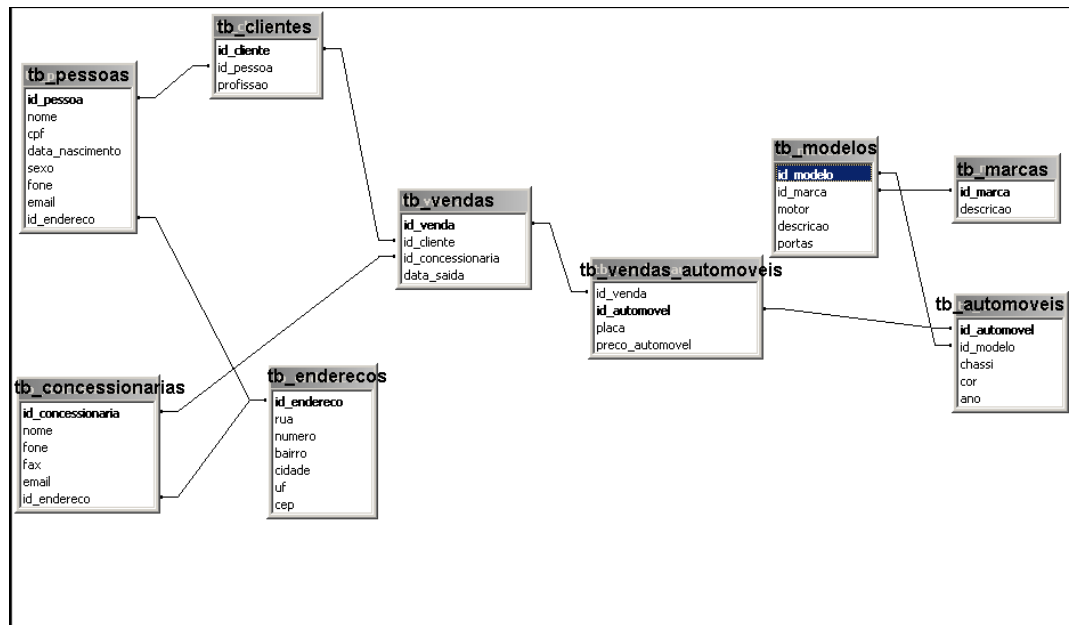 tb_clientes
id_cliente
id_pessoa
profissao
tb_pessoas
id_pessoa
nome
cpf
data_nascimento
sexo
fone
email
id_endereco
tb_vendas
id_venda
id_cliente
id_concessionaria
data_saida
tb_modelos
id_modelo
id_marca
motor
descricao
portas
tb_marcas
id_marca
descricao
tb_vendas_automoveis
id_venda
id_automovel
placa
preco_automovel
tb_automoveis
id_automovel
id_modelo
chassi
cor
ano
tb_concessionarias
id_concessionaria
nome
fone
fax
email
id_endereco
tb_enderecos
id_endereco
rua
numero
bairro
cidade
uf
cep